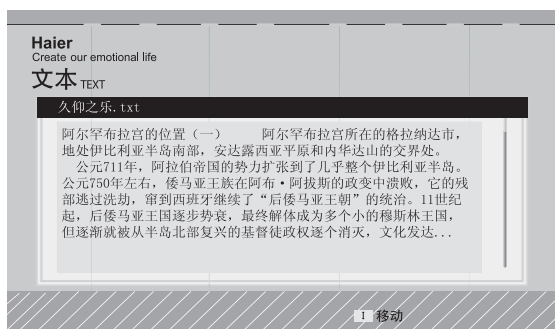 Haier
Create our emotional life
文本 TEXT
久仰之乐.txt
阿尔罕布拉宫的位置（一）　　阿尔罕布拉宫所在的格拉纳达市，
地处伊比利亚半岛南部，安达露西亚平原和内华达山的交界处。
公元711年，阿拉伯帝国的势力扩张到了几乎整个伊比利亚半岛。
公元750年左右，倭马亚王族在阿布·阿拔斯的政变中溃败，它的残
部逃过洗劫，窜到西班牙继续了“后倭马亚王朝”的统治。11世纪
起，后倭马亚王国逐步势衰，最终解体成为多个小的穆斯林王国，
但逐渐就被从半岛北部复兴的基督徒政权逐个消灭，文化发达...
I 移动